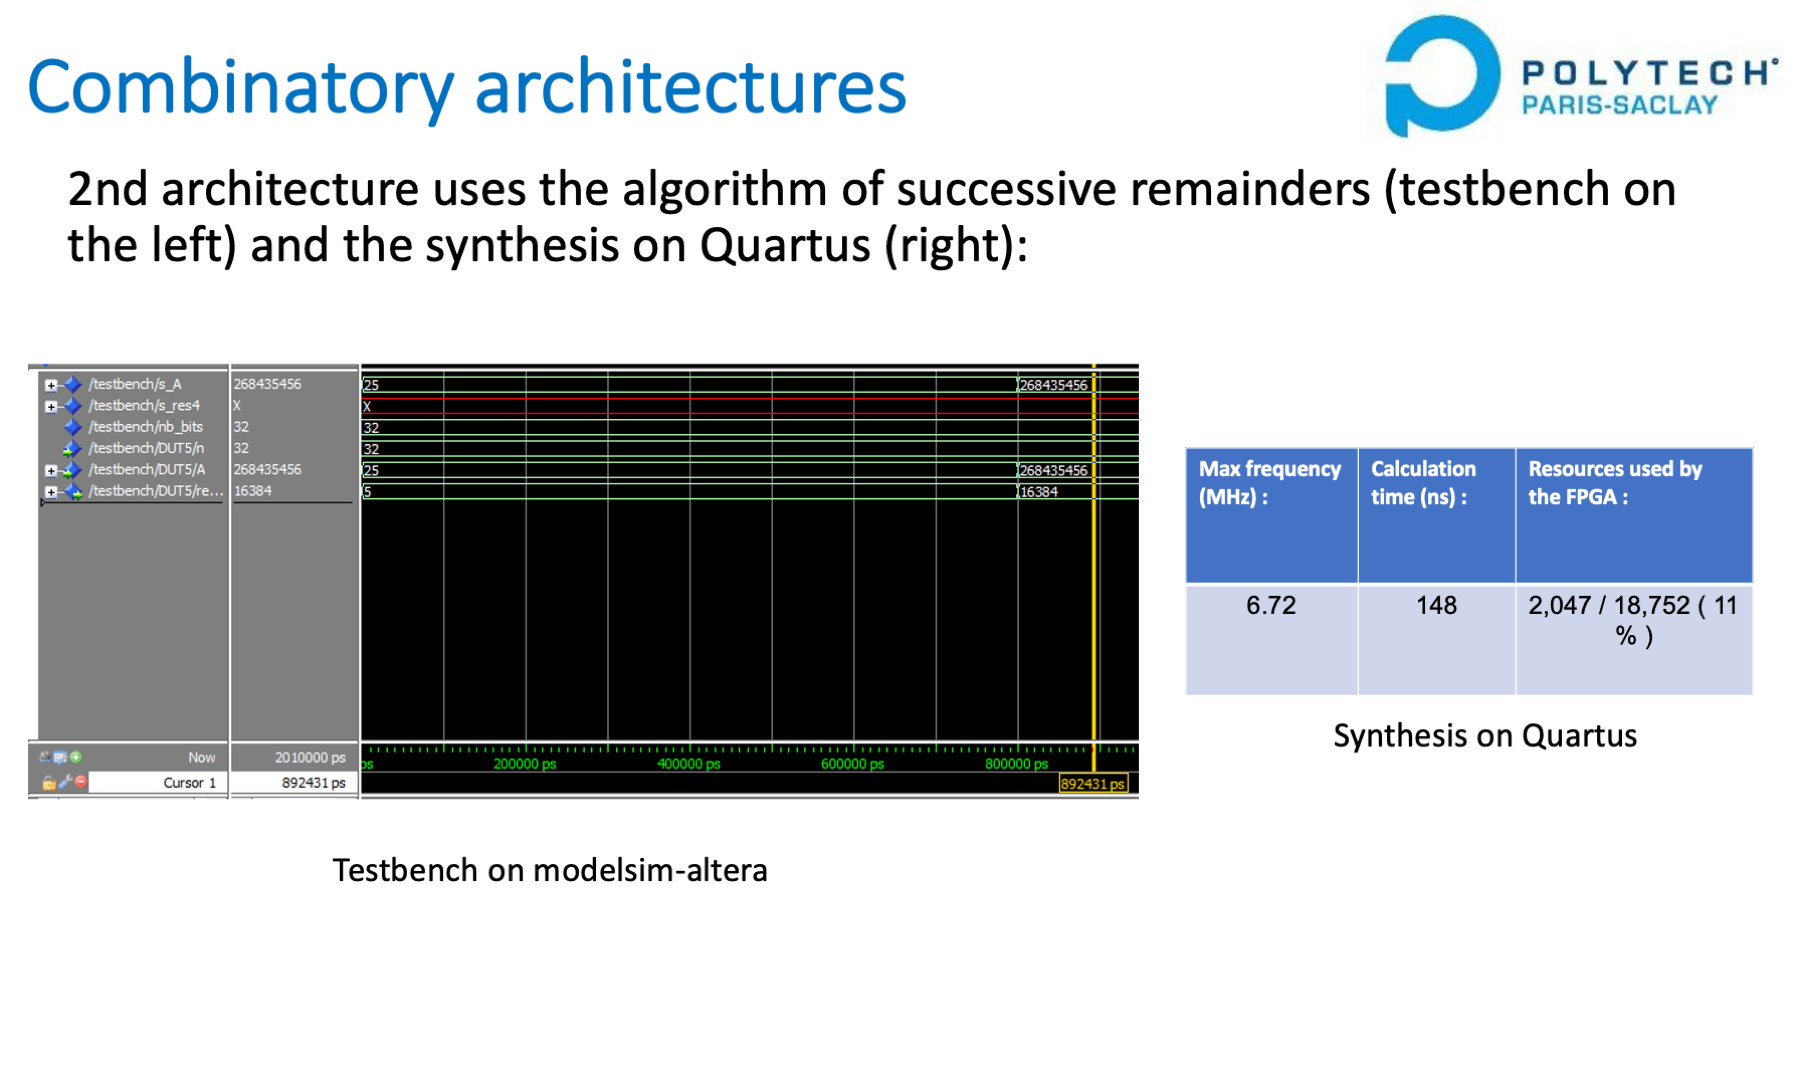 Combinatory architectures
POLYTECH°
PARIS-SACLAY
2nd architecture uses the algorithm of successive remainders (testbench on
the left) and the synthesis on Quartus (right):
/testbench/s_A 268435456 25 268435456
/testbench/s_res4 X X
/testbench/nb_bits 32 32
/testbench/DUT5/n 32 32
/testbench/DUT5/A 268435456 25 268435456
/testbench/DUT5/re... 16384 5 16384
Now 2010000 ps ps 200000 ps 400000 ps 600000 ps 800000 ps
Cursor 1 892431 ps 892431 ps
Testbench on modelsim-altera
Max frequency Calculation Resources used by
(MHz) : time (ns) : the FPGA :
6.72 148 2,047 / 18,752 ( 11
% )
Synthesis on Quartus